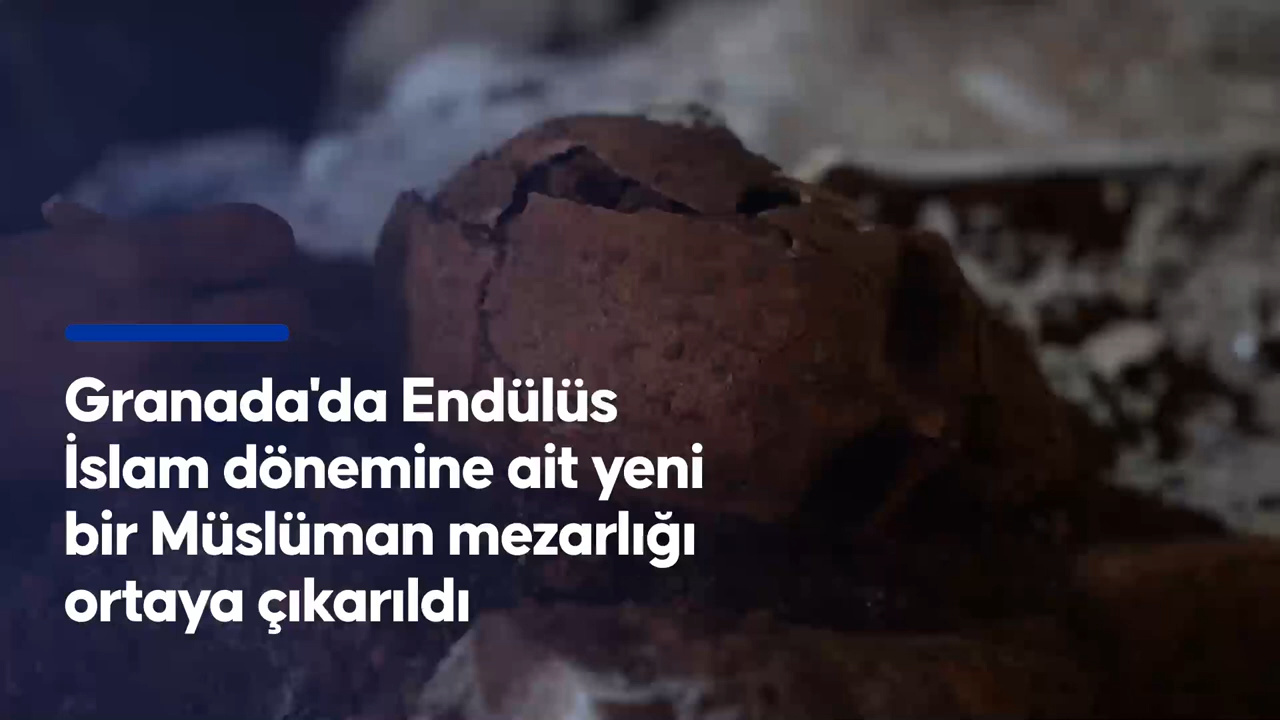 Granada'da Endülüs
İslam dönemine ait yeni
bir Müslüman mezarlığı
ortaya çıkarıldı